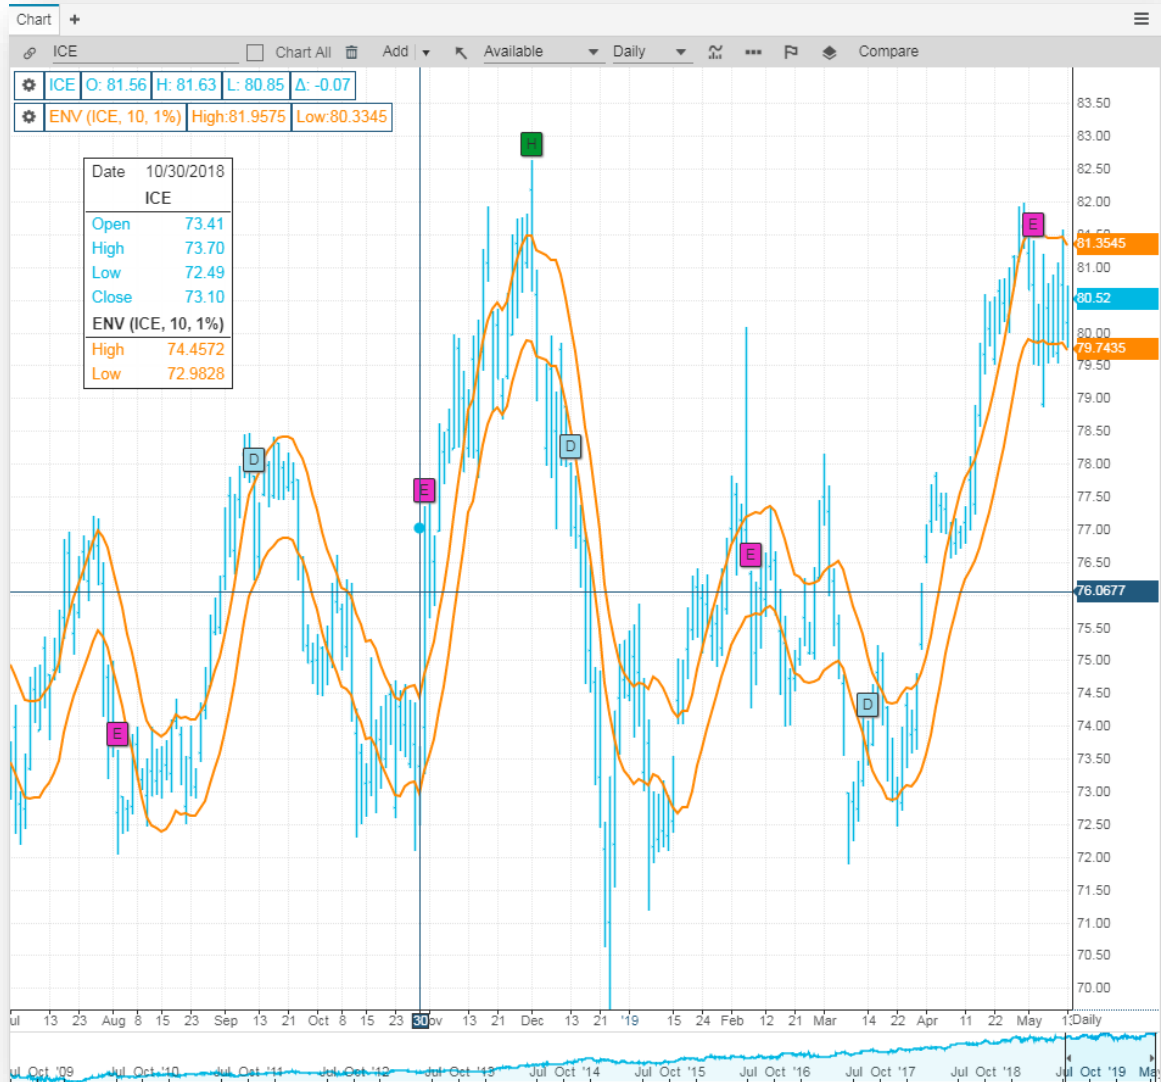 Chart +
ICE Chart All Add Available Daily Compare
ICE O: 81.56 H: 81.63 L: 80.85 Δ: -0.07
ENV (ICE, 10, 1%) High:81.9575 Low:80.3345
Date 10/30/2018
ICE
Open 73.41
High 73.70
Low 72.49
Close 73.10
ENV (ICE, 10, 1%)
High 74.4572
Low 72.9828
H
E
D
E
D
E
E
D
83.50
83.00
82.50
82.00
81.50
81.3545
81.00
80.52
80.00
79.7435
79.50
79.00
78.50
78.00
77.50
77.00
76.50
76.0677
75.50
75.00
74.50
74.00
73.50
73.00
72.50
72.00
71.50
71.00
70.50
70.00
ul 13 23 Aug 8 15 23 Sep 13 21 Oct 8 15 23 30 ov 13 21 Dec 13 21 '19 15 24 Feb 12 21 Mar 14 22 Apr 11 22 May 13 Daily
ul Oct '09 Jul Oct '10 Jul Oct '11 Jul Oct '12 Jul Oct '13 Jul Oct '14 Jul Oct '15 Jul Oct '16 Jul Oct '17 Jul Oct '18 Jul Oct '19 Ma